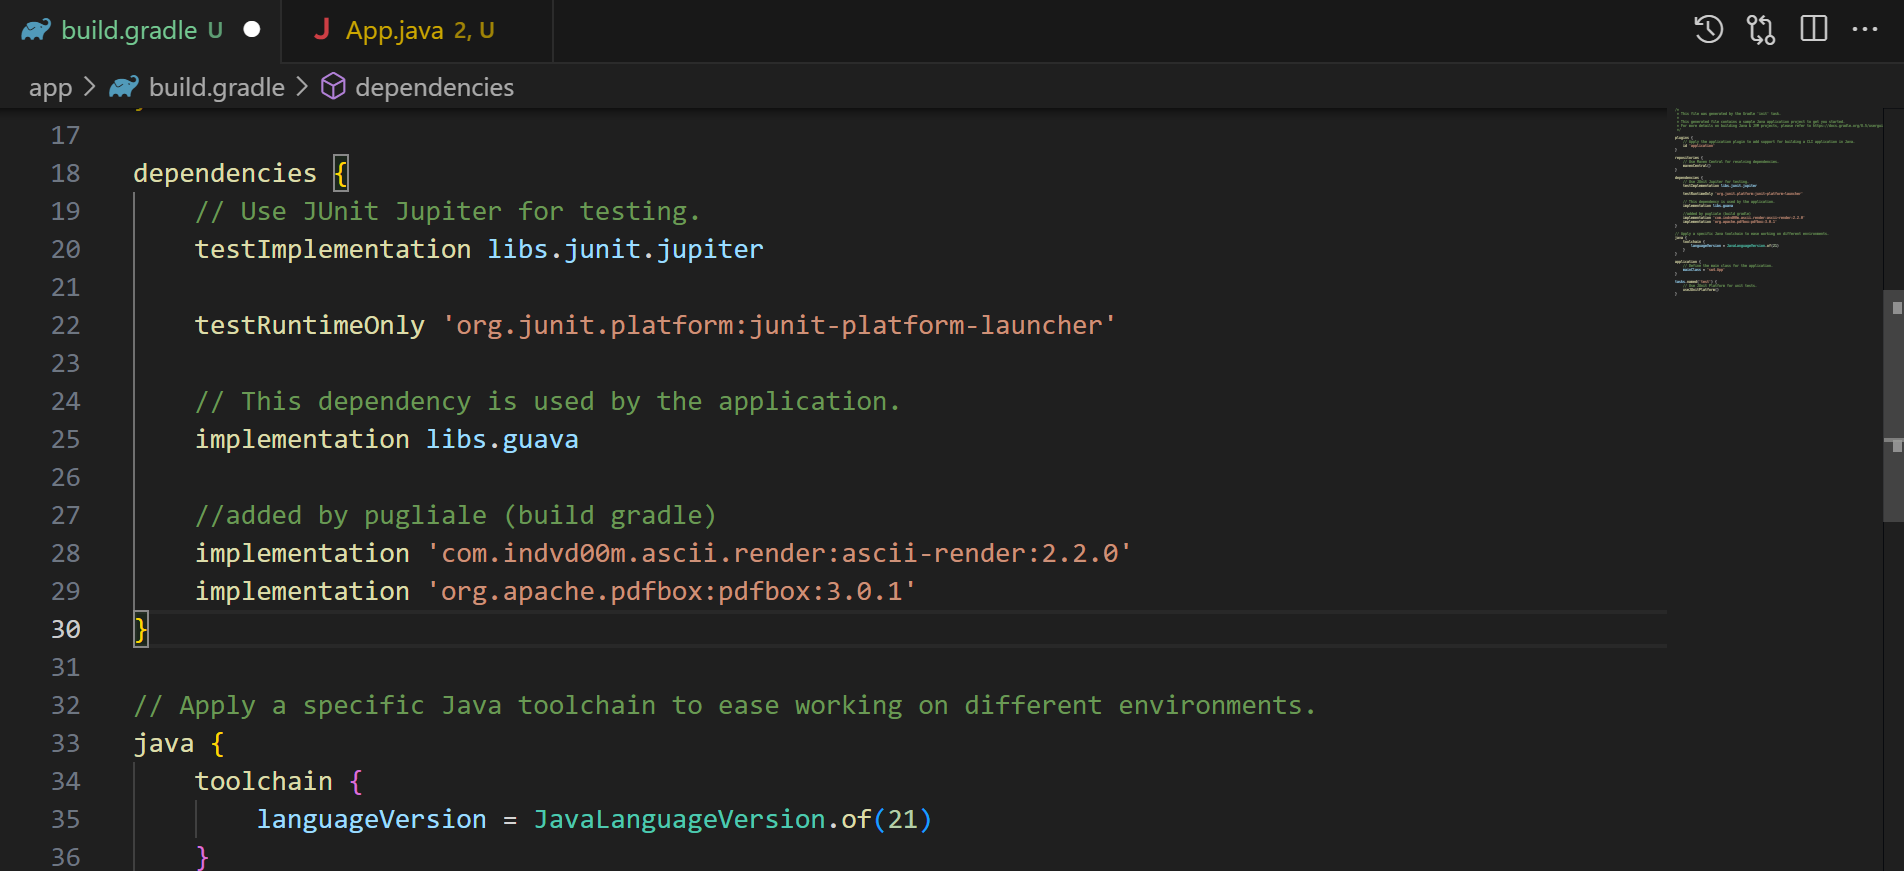 build.gradle U
App.java 2, U
app > build.gradle > dependencies
17
18 dependencies {
19 // Use JUnit Jupiter for testing.
20 testImplementation libs.junit.jupiter
21
22 testRuntimeOnly 'org.junit.platform:junit-platform-launcher'
23
24 // This dependency is used by the application.
25 implementation libs.guava
26
27 //added by pugliale (build gradle)
28 implementation 'com.indvd00m.ascii.render:ascii-render:2.2.0'
29 implementation 'org.apache.pdfbox:pdfbox:3.0.1'
30 }
31
32 // Apply a specific Java toolchain to ease working on different environments.
33 java {
34 toolchain {
35 languageVersion = JavaLanguageVersion.of(21)
36 }